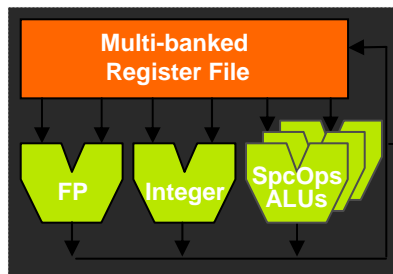 Multi-banked
Register File
FP
Integer
SpcOps
ALUs